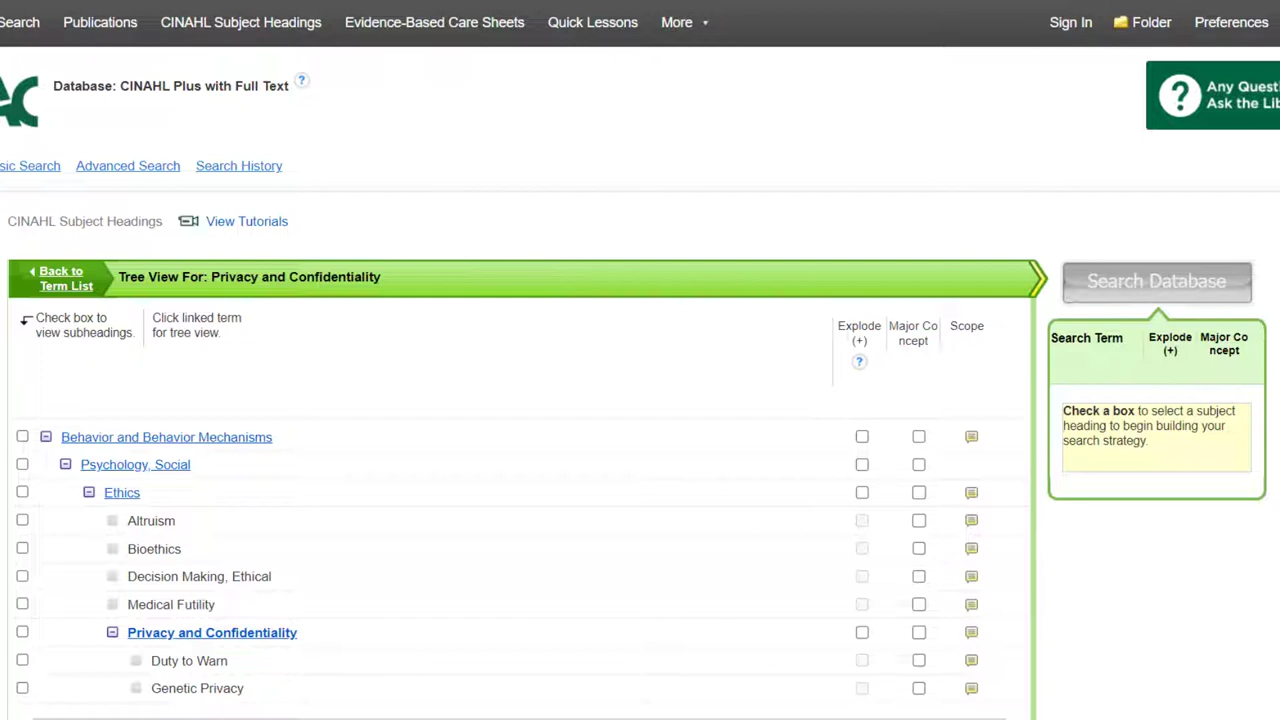 Search Publications CINAHL Subject Headings Evidence-Based Care Sheets Quick Lessons More Sign In Folder Preferences
Database: CINAHL Plus with Full Text ?
? Any Questi
Ask the Lib
sic Search Advanced Search Search History
CINAHL Subject Headings View Tutorials
Back to
Term List
Tree View For: Privacy and Confidentiality
Search Database
Check box to
view subheadings.
Click linked term
for tree view.
Explode
(+)
?
Major Co
ncept
Scope
Search Term
Explode
(+)
Major Co
ncept
Check a box to select a subject
heading to begin building your
search strategy.
Behavior and Behavior Mechanisms
Psychology, Social
Ethics
Altruism
Bioethics
Decision Making, Ethical
Medical Futility
Privacy and Confidentiality
Duty to Warn
Genetic Privacy